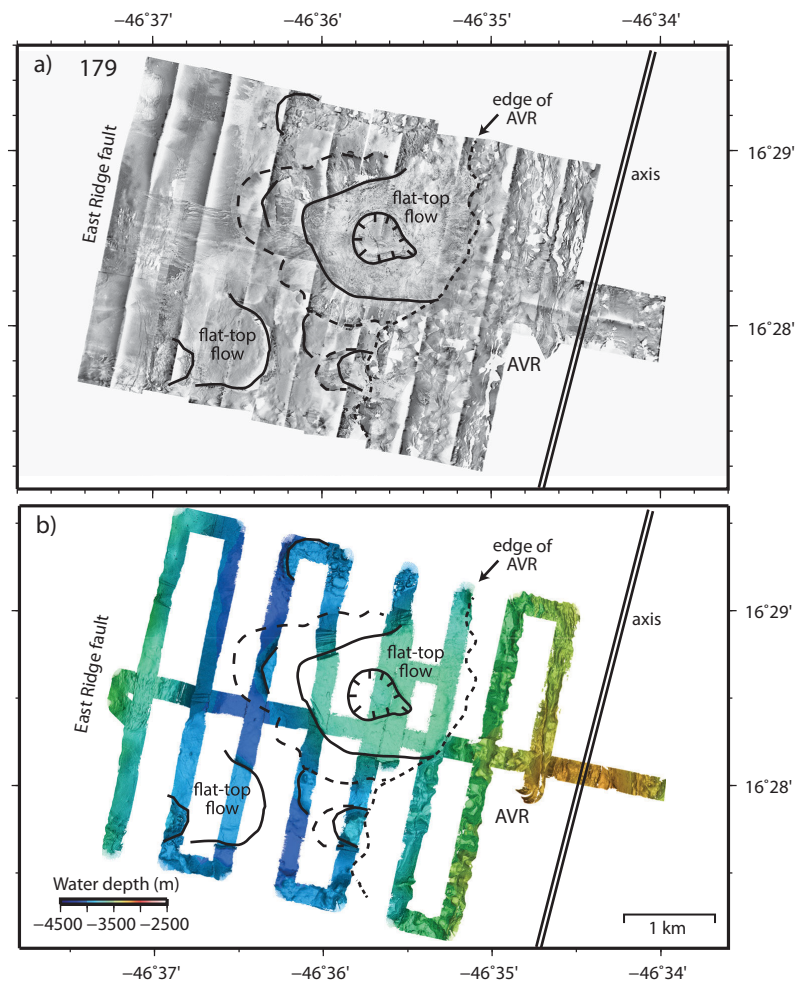 −46˚37' −46˚36' −46˚35' −46˚34'
a) 179
edge of
AVR
16˚29'
axis
East Ridge fault
flat-top
flow
16˚28'
flat-top
flow
AVR
b)
edge of
AVR
16˚29'
axis
East Ridge fault
flat-top
flow
16˚28'
flat-top
flow
AVR
Water depth (m)
−4500 −3500 −2500
1 km
−46˚37' −46˚36' −46˚35' −46˚34'